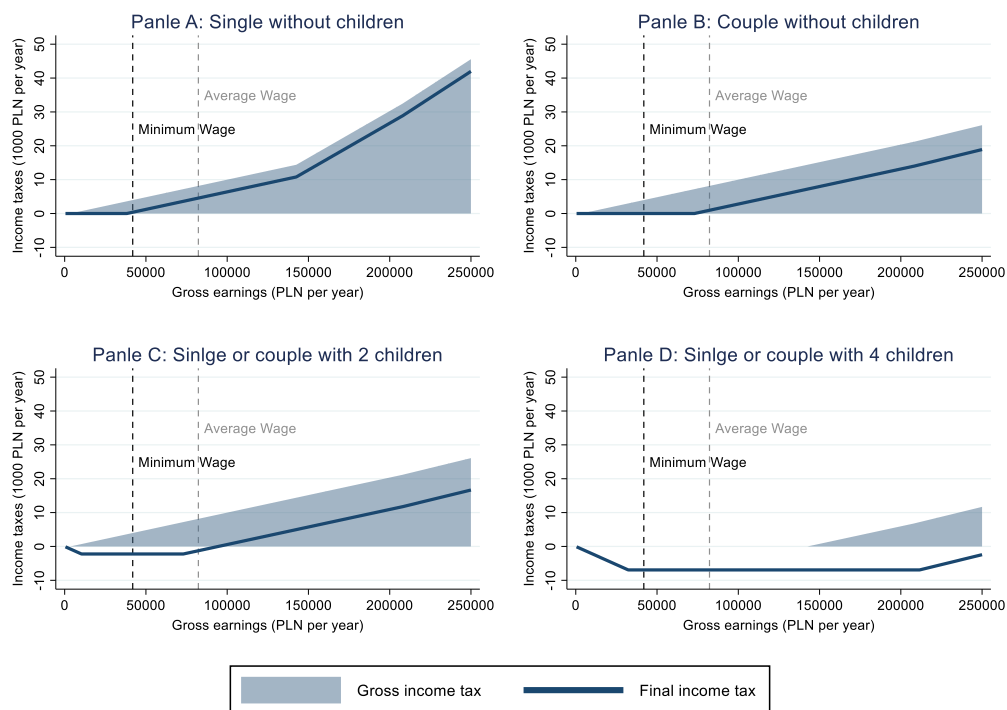 Panle A: Single without children
Income taxes (1000 PLN per year)
50
40
30
20
10
0
-10
Average Wage
Minimum Wage
0 50000 100000 150000 200000 250000
Gross earnings (PLN per year)
Panle B: Couple without children
Income taxes (1000 PLN per year)
50
40
30
20
10
0
-10
Average Wage
Minimum Wage
0 50000 100000 150000 200000 250000
Gross earnings (PLN per year)
Panle C: Sinlge or couple with 2 children
Income taxes (1000 PLN per year)
50
40
30
20
10
0
-10
Average Wage
Minimum Wage
0 50000 100000 150000 200000 250000
Gross earnings (PLN per year)
Panle D: Sinlge or couple with 4 children
Income taxes (1000 PLN per year)
50
40
30
20
10
0
-10
Average Wage
Minimum Wage
0 50000 100000 150000 200000 250000
Gross earnings (PLN per year)
Gross income tax Final income tax